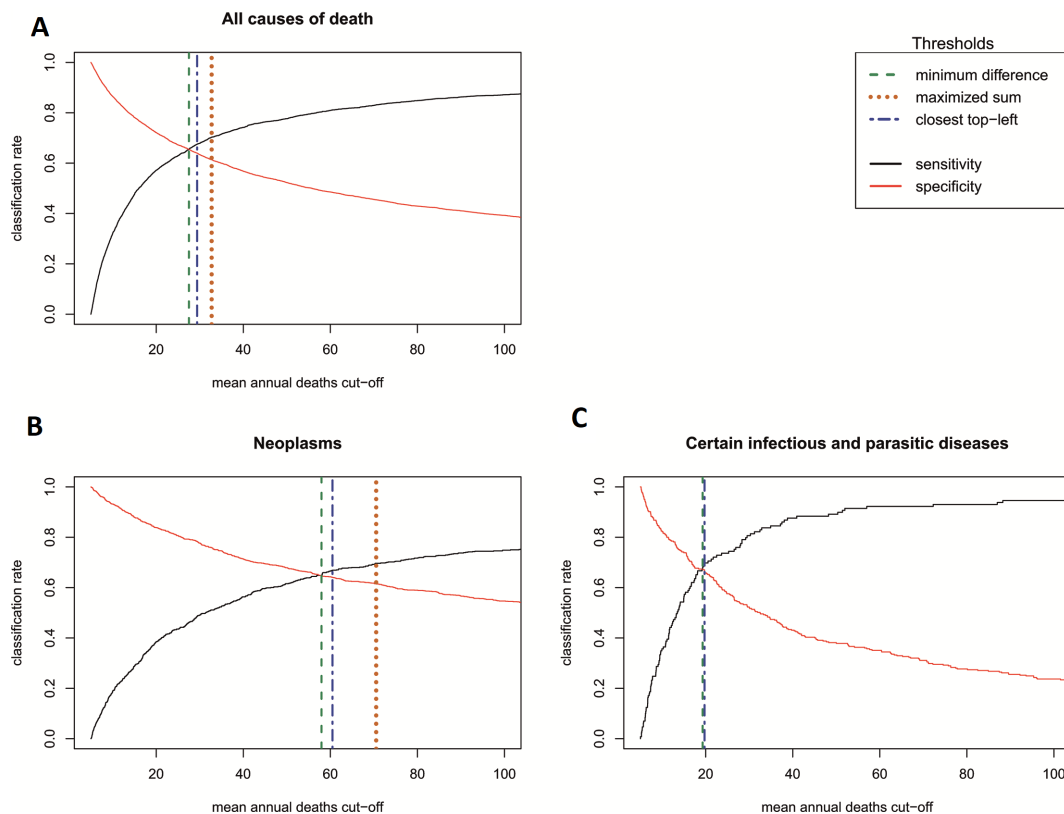 A
All causes of death
classification rate
1.0
0.8
0.6
0.4
0.2
0.0
20 40 60 80 100
mean annual deaths cut−off
Thresholds
minimum difference
maximized sum
closest top−left
sensitivity
specificity
B
Neoplasms
classification rate
1.0
0.8
0.6
0.4
0.2
0.0
20 40 60 80 100
mean annual deaths cut−off
C
Certain infectious and parasitic diseases
classification rate
1.0
0.8
0.6
0.4
0.2
0.0
20 40 60 80 100
mean annual deaths cut−off